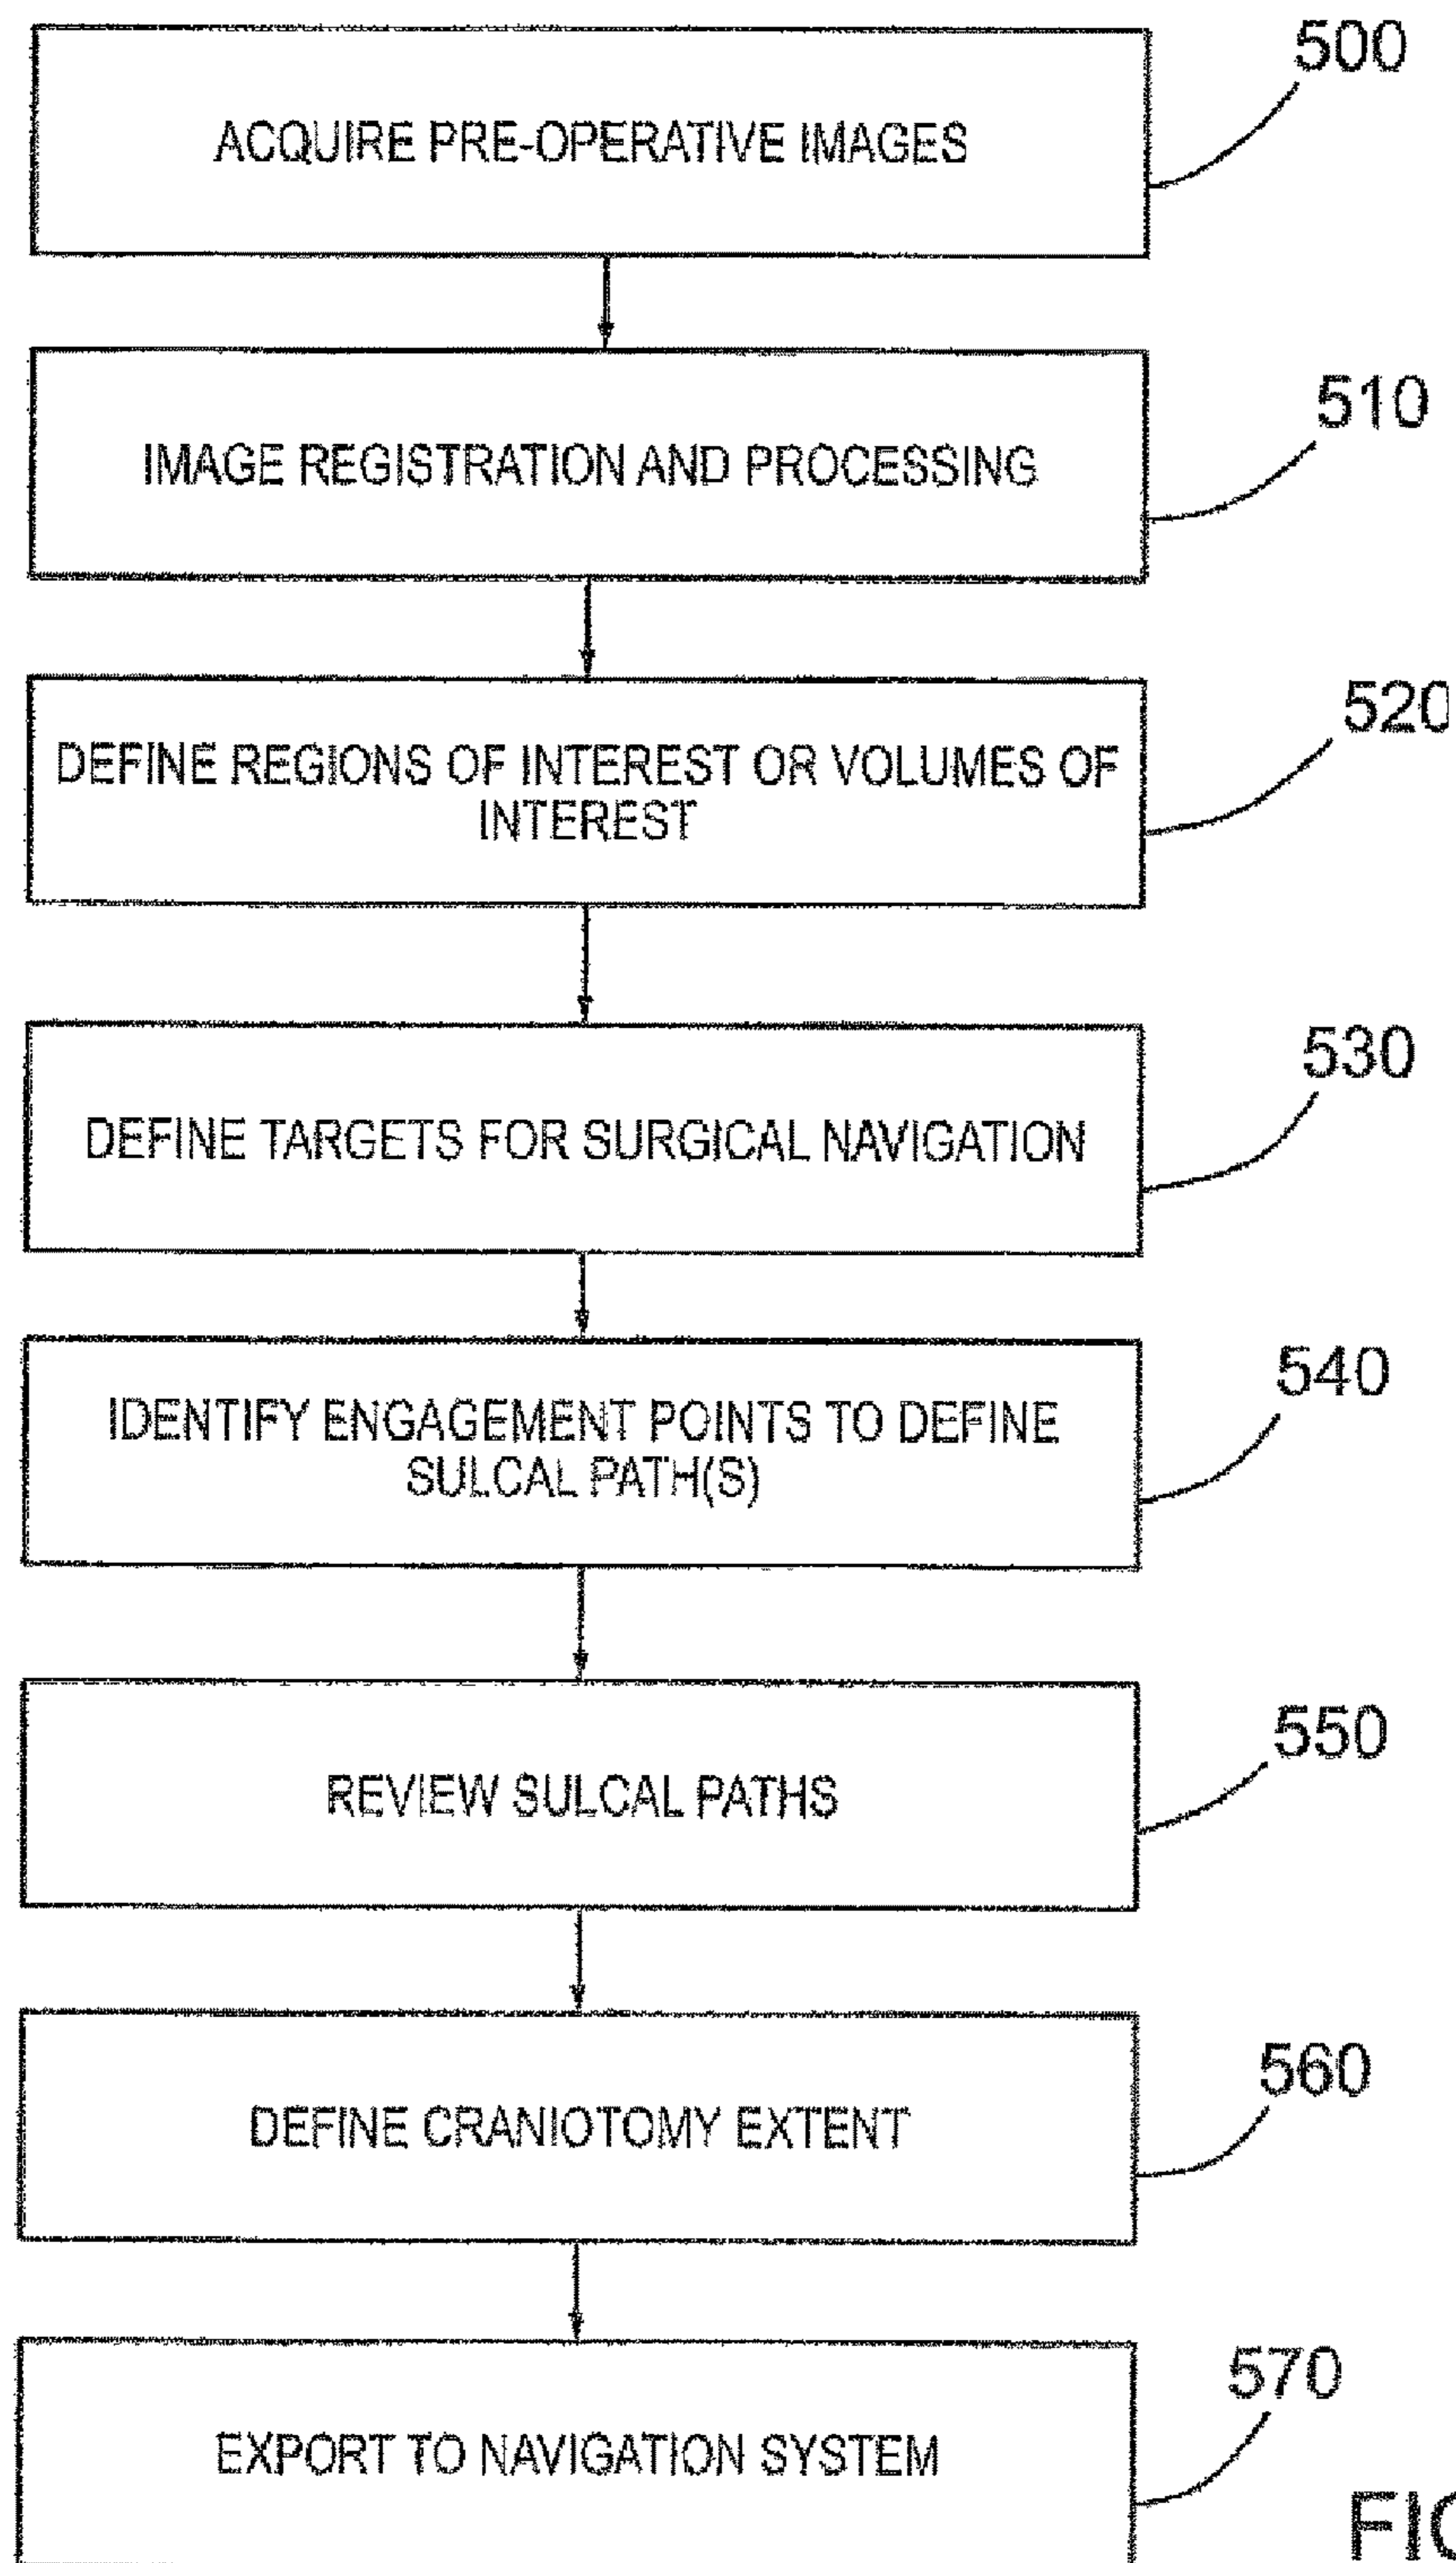 500
ACQUIRE PRE-OPERATIVE IMAGES
510
IMAGE REGISTRATION AND PROCESSING
520
DEFINE REGIONS OF INTEREST OR VOLUMES OF
INTEREST
530
DEFINE TARGETS FOR SURGICAL NAVIGATION
540
IDENTIFY ENGAGEMENT POINTS TO DEFINE
SULCAL PATH(S)
550
REVIEW SULCAL PATHS
560
DEFINE CRANIOTOMY EXTENT
570
EXPORT TO NAVIGATION SYSTEM